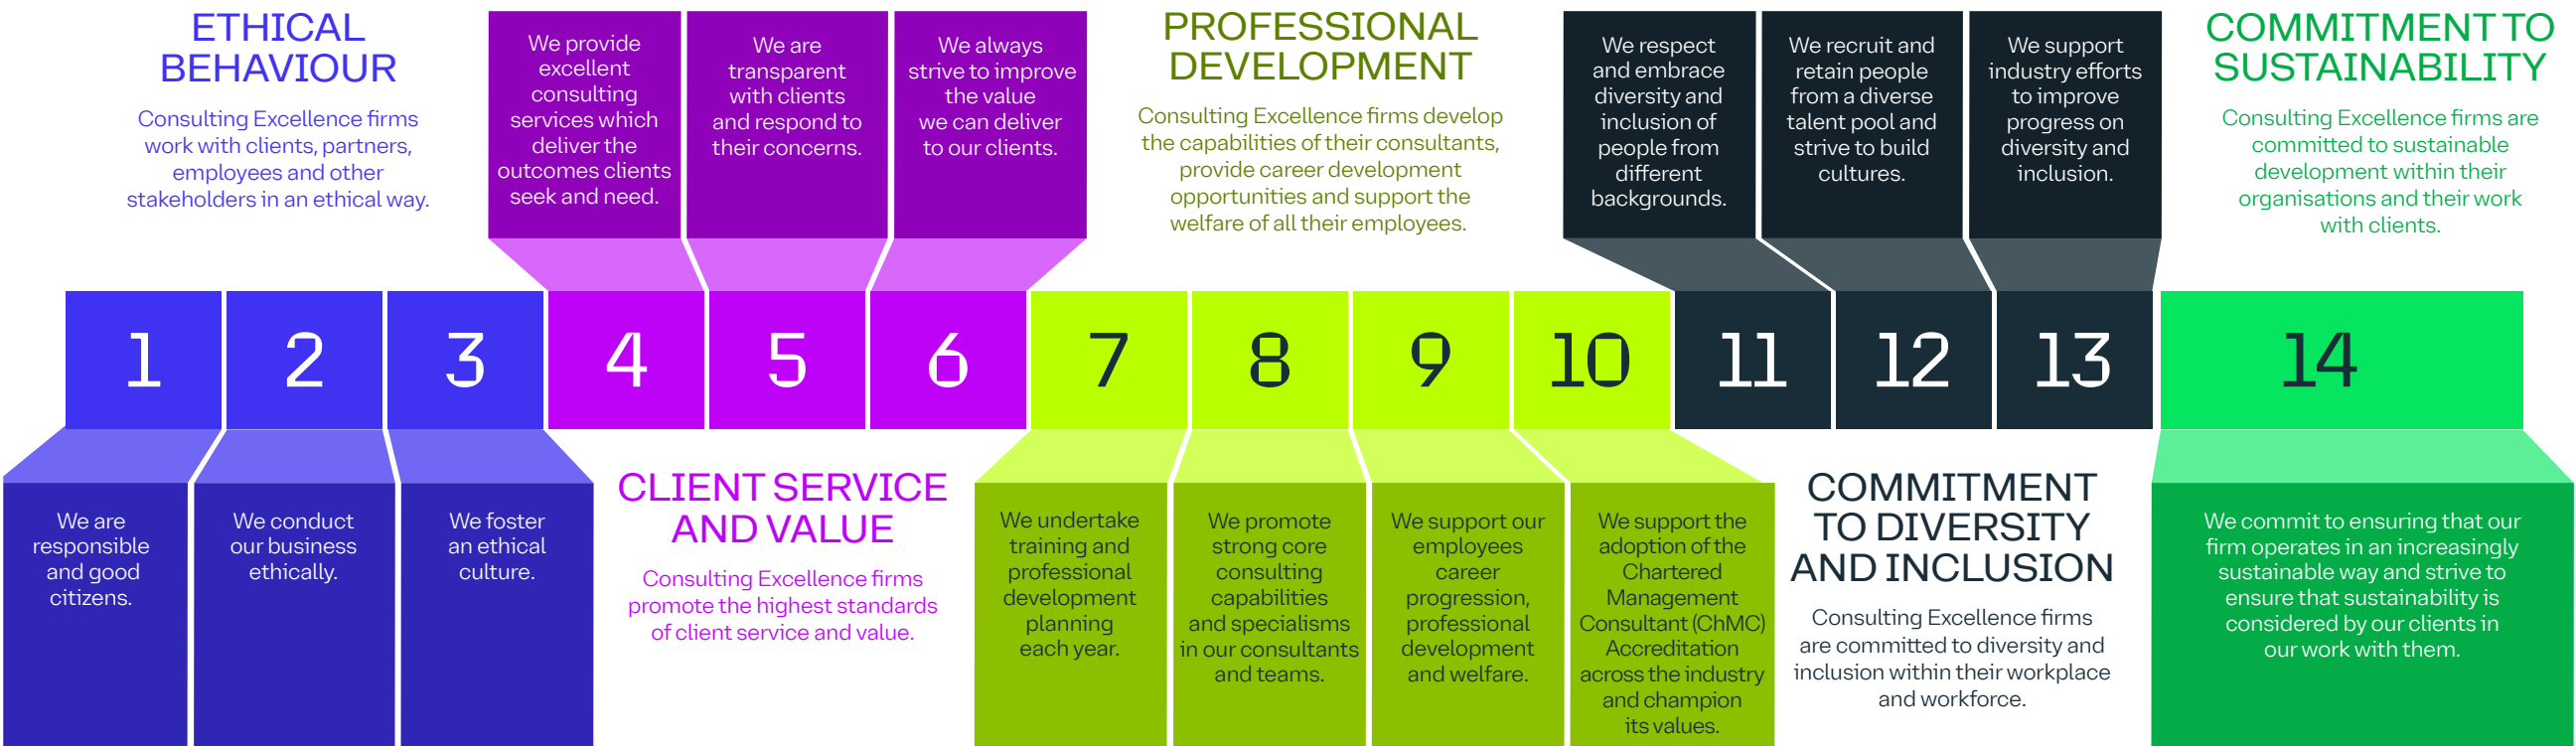 ETHICAL
BEHAVIOUR
Consulting Excellence firms
work with clients, partners,
employees and other
stakeholders in an ethical way.
We provide
excellent
consulting
services which
deliver the
outcomes clients
seek and need.
We are
transparent
with clients
and respond to
their concerns.
We always
strive to improve
the value
we can deliver
to our clients.
PROFESSIONAL
DEVELOPMENT
Consulting Excellence firms develop
the capabilities of their consultants,
provide career development
opportunities and support the
welfare of all their employees.
We respect
and embrace
diversity and
inclusion of
people from
different
backgrounds.
We recruit and
retain people
from a diverse
talent pool and
strive to build
cultures.
We support
industry efforts
to improve
progress on
diversity and
inclusion.
COMMITMENT TO
SUSTAINABILITY
Consulting Excellence firms are
committed to sustainable
development within their
organisations and their work
with clients.
1
2
3
4
5
6
7
8
9
10
11
12
13
14
We are
responsible
and good
citizens.
We conduct
our business
ethically.
We foster
an ethical
culture.
CLIENT SERVICE
AND VALUE
Consulting Excellence firms
promote the highest standards
of client service and value.
We undertake
training and
professional
development
planning
each year.
We promote
strong core
consulting
capabilities
and specialisms
in our consultants
and teams.
We support our
employees
career
progression,
professional
development
and welfare.
We support the
adoption of the
Chartered
Management
Consultant (ChMC)
Accreditation
across the industry
and champion
its values.
COMMITMENT
TO DIVERSITY
AND INCLUSION
Consulting Excellence firms
are committed to diversity and
inclusion within their workplace
and workforce.
We commit to ensuring that our
firm operates in an increasingly
sustainable way and strive to
ensure that sustainability is
considered by our clients in
our work with them.